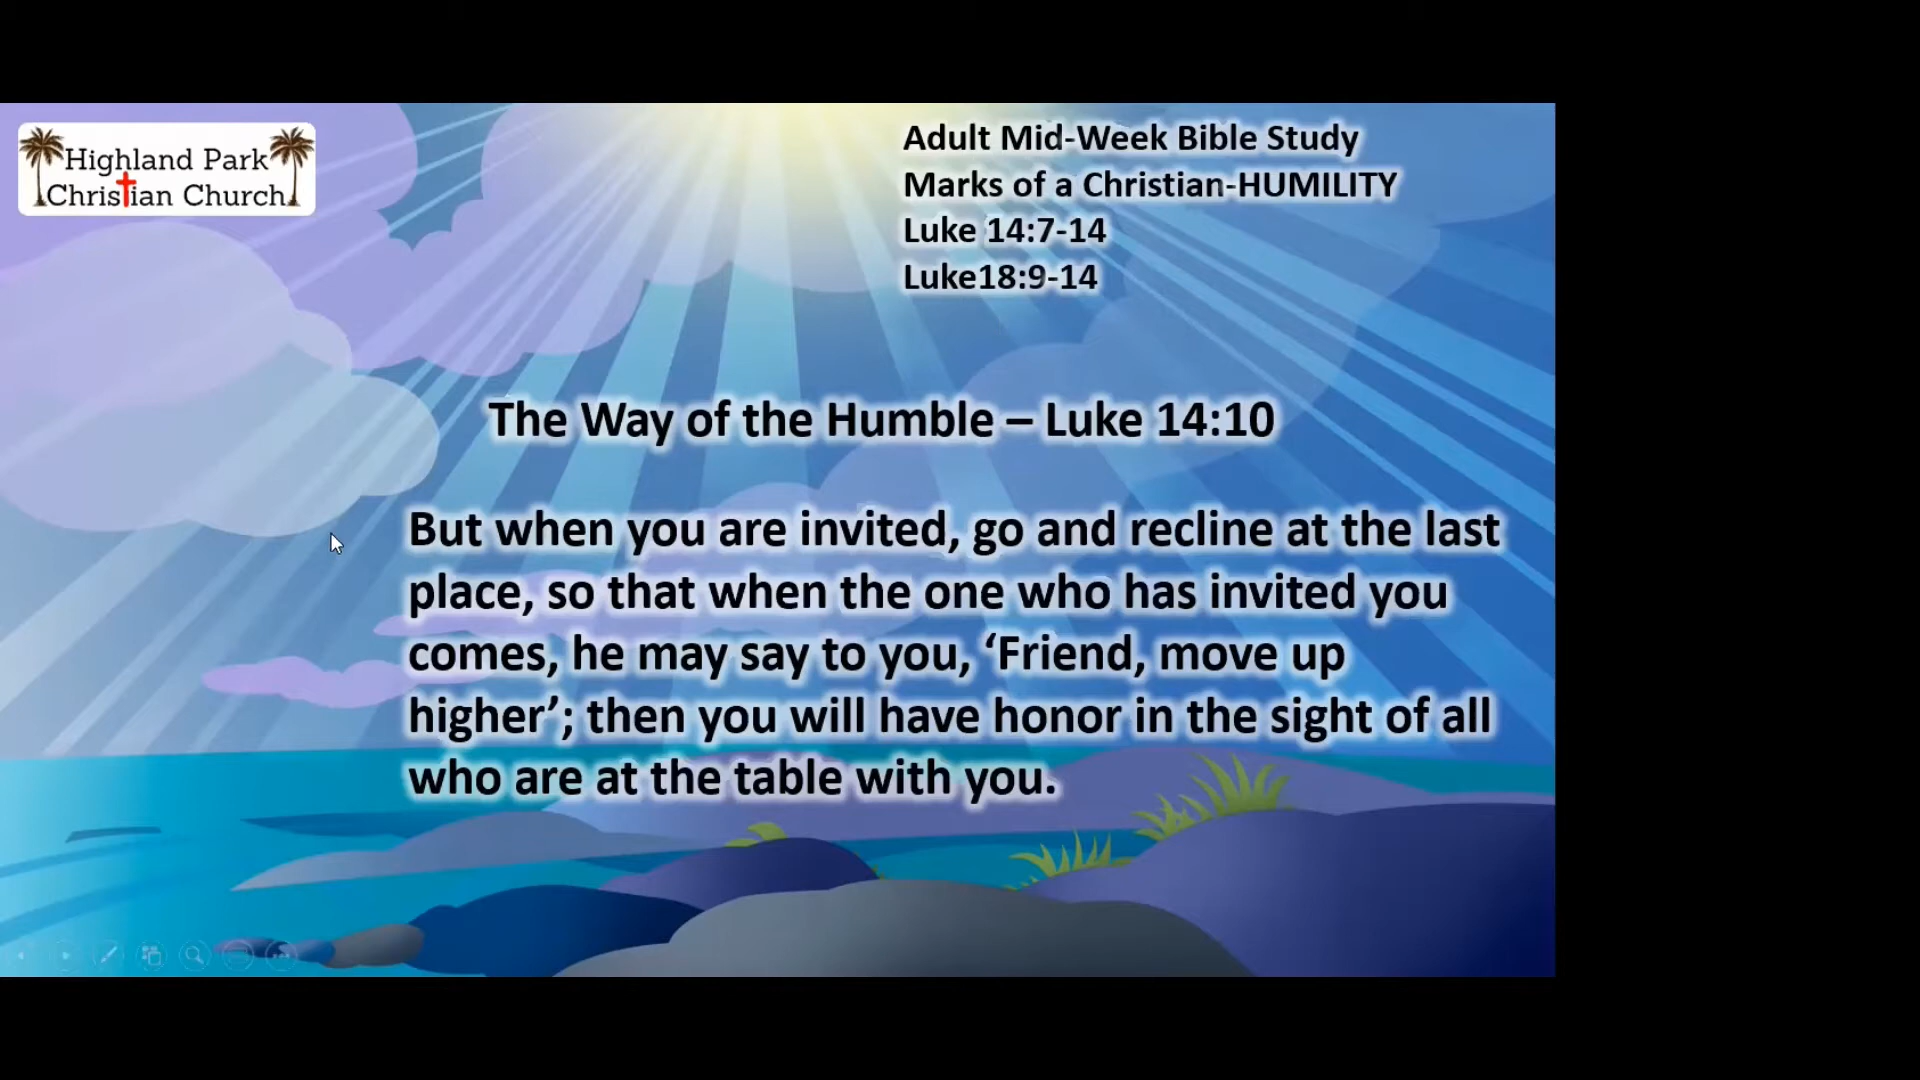 Highland Park
Christian Church
Adult Mid-Week Bible Study
Marks of a Christian-HUMILITY
Luke 14:7-14
Luke18:9-14
The Way of the Humble – Luke 14:10
But when you are invited, go and recline at the last
place, so that when the one who has invited you
comes, he may say to you, ‘Friend, move up
higher’; then you will have honor in the sight of all
who are at the table with you.